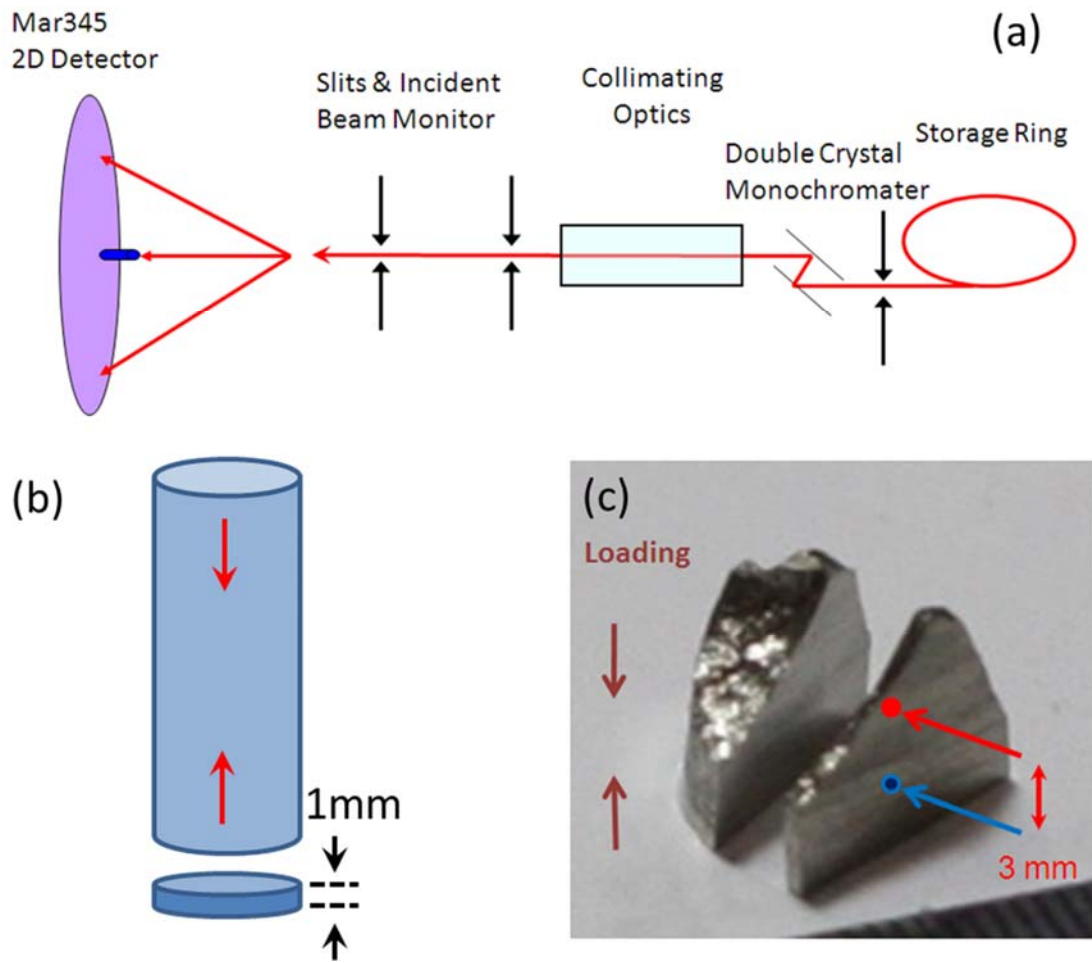 (a)
Mar345
2D Detector
Slits & Incident
Beam Monitor
Collimating
Optics
Double Crystal
Monochromater
Storage Ring
(b)
1mm
(c)
Loading
3 mm